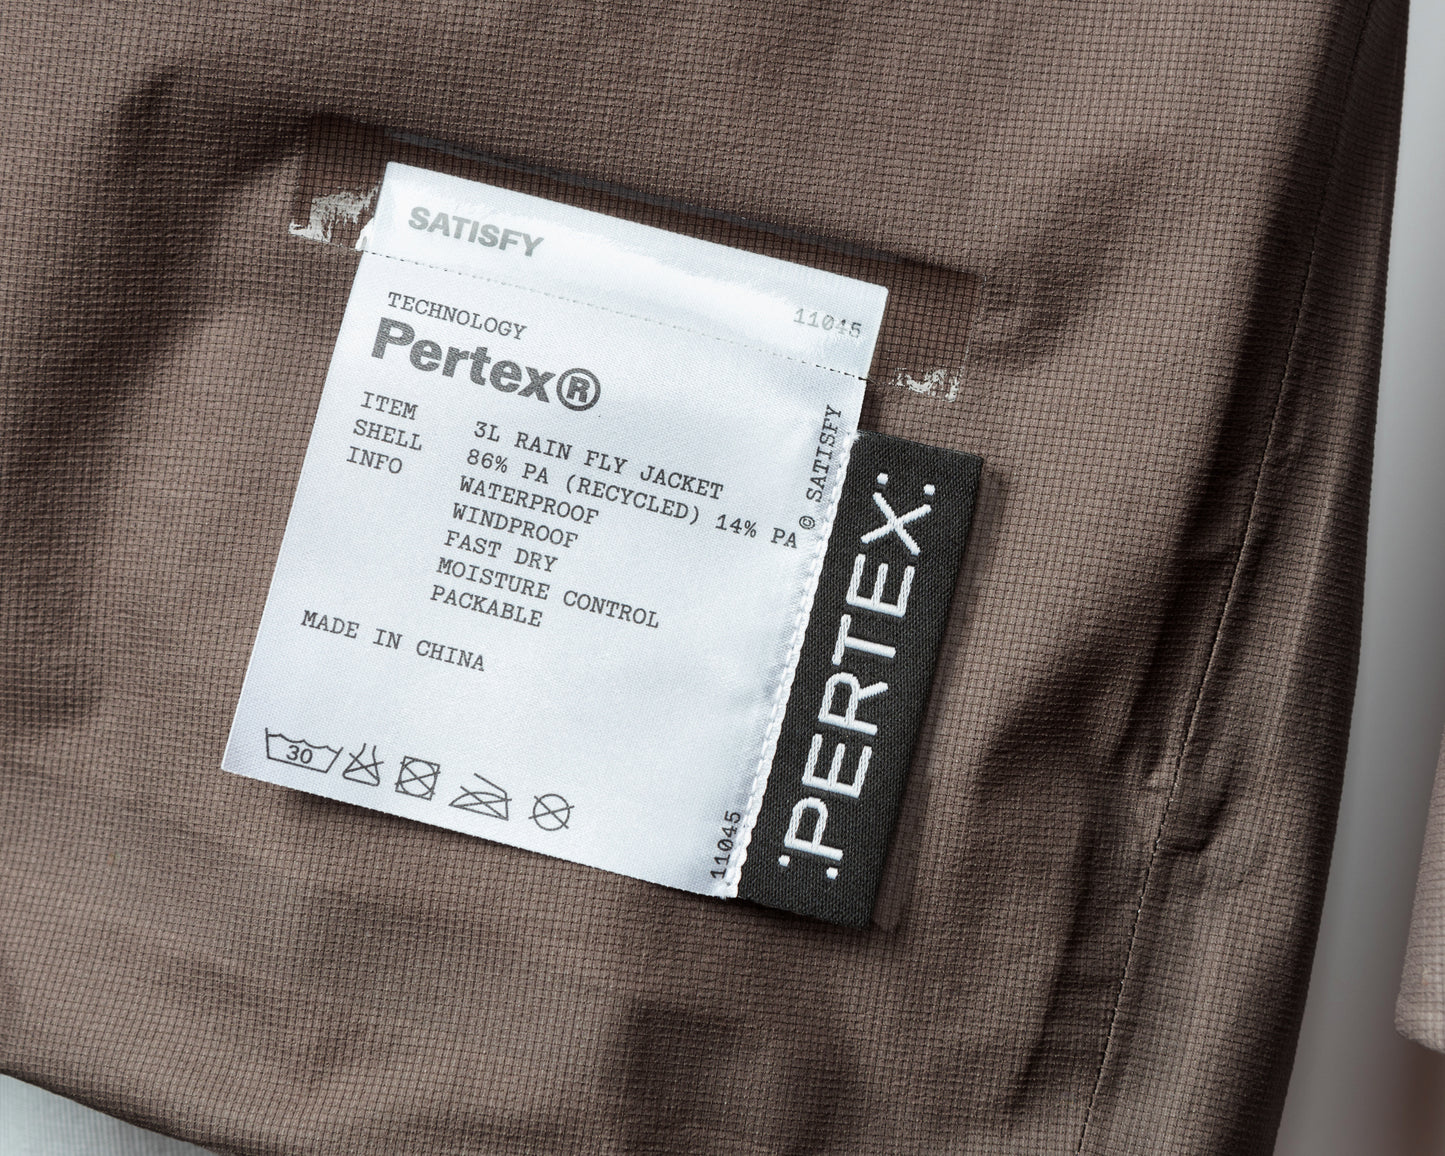 SATISFY
11045
TECHNOLOGY
Pertex®
ITEM 3L RAIN FLY JACKET
SHELL 86% PA (RECYCLED) 14% PA
INFO WATERPROOF
WINDPROOF
FAST DRY
MOISTURE CONTROL
PACKABLE
MADE IN CHINA
30
© SATISFY
11045
:PERTEX: